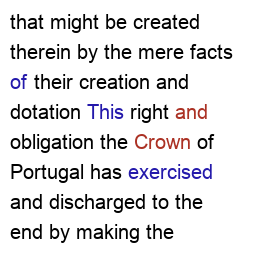 that might be created
therein by the mere facts
of their creation and
dotation This right and
obligation the Crown of
Portugal has exercised
and discharged to the
end by making the